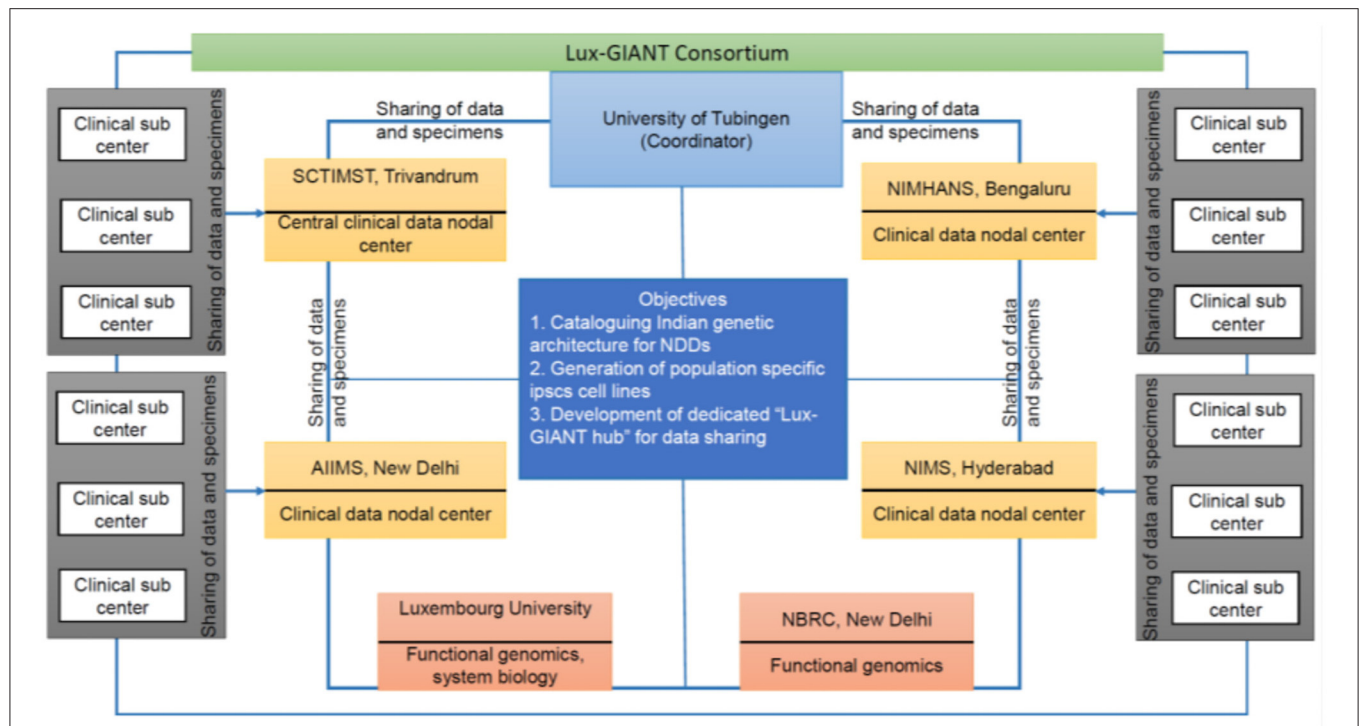 Lux-GIANT Consortium
Sharing of data
and specimens
University of Tubingen
(Coordinator)
Sharing of data
and specimens
Clinical sub
center
Clinical sub
center
Clinical sub
center
Sharing of data and specimens
SCTIMST, Trivandrum
Central clinical data nodal
center
NIMHANS, Bengaluru
Clinical data nodal center
Sharing of data and specimens
Clinical sub
center
Clinical sub
center
Clinical sub
center
Sharing of data
and specimens
Objectives
1. Cataloguing Indian genetic
architecture for NDDs
2. Generation of population specific
ipscs cell lines
3. Development of dedicated “Lux-
GIANT hub” for data sharing
Sharing of data
and specimens
Clinical sub
center
Clinical sub
center
Clinical sub
center
Sharing of data and specimens
AIIMS, New Delhi
Clinical data nodal center
NIMS, Hyderabad
Clinical data nodal center
Sharing of data and specimens
Clinical sub
center
Clinical sub
center
Clinical sub
center
Luxembourg University
Functional genomics,
system biology
NBRC, New Delhi
Functional genomics